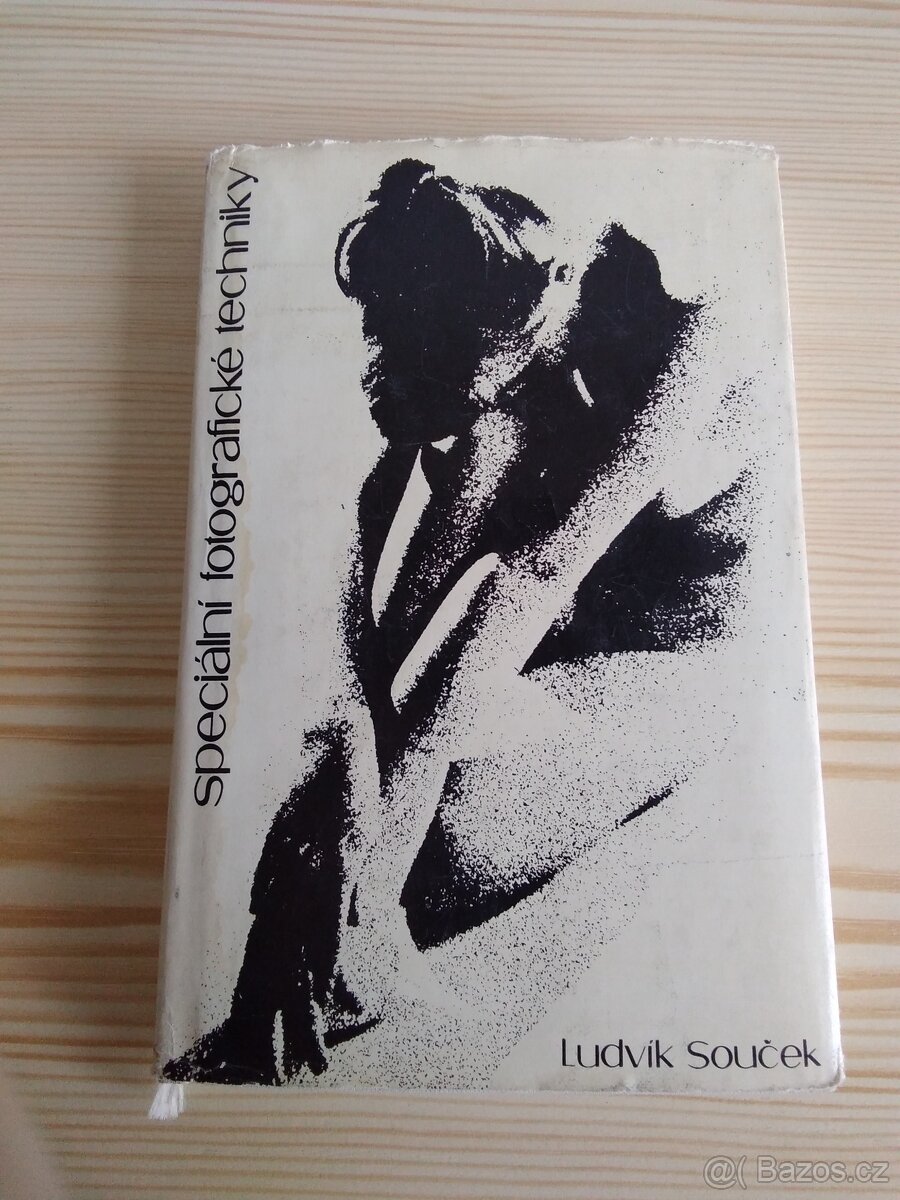 speciální fotografické techniky
Ludvík Souček
@( Bazos.cz